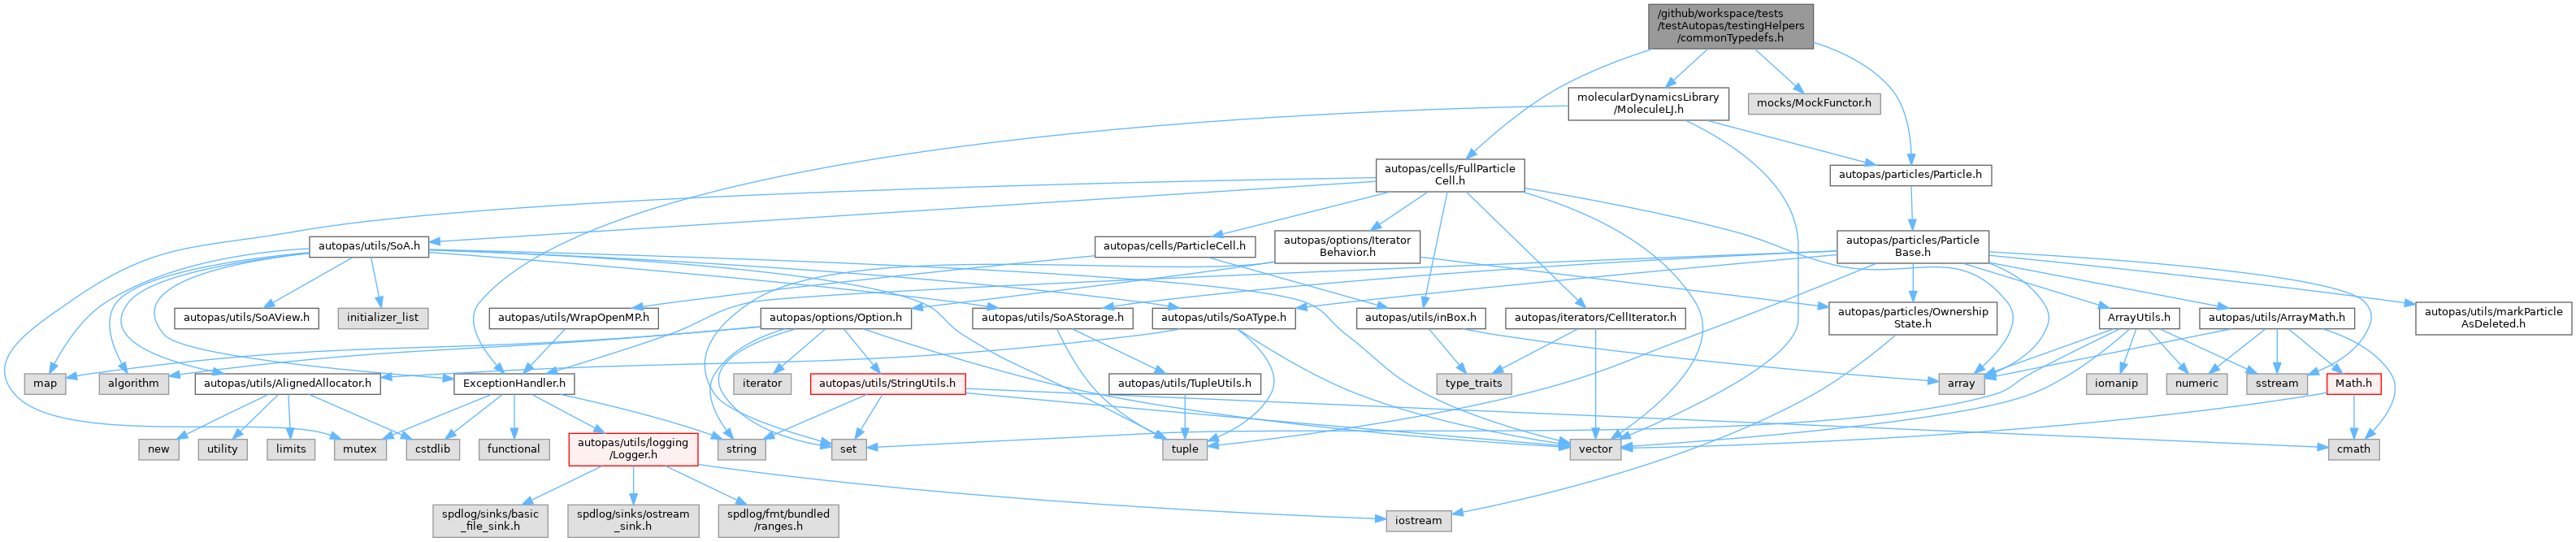 /github/workspace/tests
/testAutopas/testingHelpers
/commonTypedefs.h
molecularDynamicsLibrary
/MoleculeLJ.h
mocks/MockFunctor.h
autopas/cells/FullParticle
Cell.h
autopas/particles/Particle.h
autopas/utils/SoA.h
autopas/cells/ParticleCell.h
autopas/options/Iterator
Behavior.h
autopas/particles/Particle
Base.h
autopas/utils/SoAView.h
initializer_list
autopas/utils/WrapOpenMP.h
autopas/options/Option.h
autopas/utils/SoAStorage.h
autopas/utils/SoAType.h
autopas/utils/inBox.h
autopas/iterators/CellIterator.h
autopas/particles/Ownership
State.h
ArrayUtils.h
autopas/utils/ArrayMath.h
autopas/utils/markParticle
AsDeleted.h
map
algorithm
autopas/utils/AlignedAllocator.h
ExceptionHandler.h
iterator
autopas/utils/StringUtils.h
autopas/utils/TupleUtils.h
type_traits
array
iomanip
numeric
sstream
Math.h
new
utility
limits
mutex
cstdlib
functional
autopas/utils/logging
/Logger.h
string
set
tuple
vector
cmath
spdlog/sinks/basic
_file_sink.h
spdlog/sinks/ostream
_sink.h
spdlog/fmt/bundled
/ranges.h
iostream